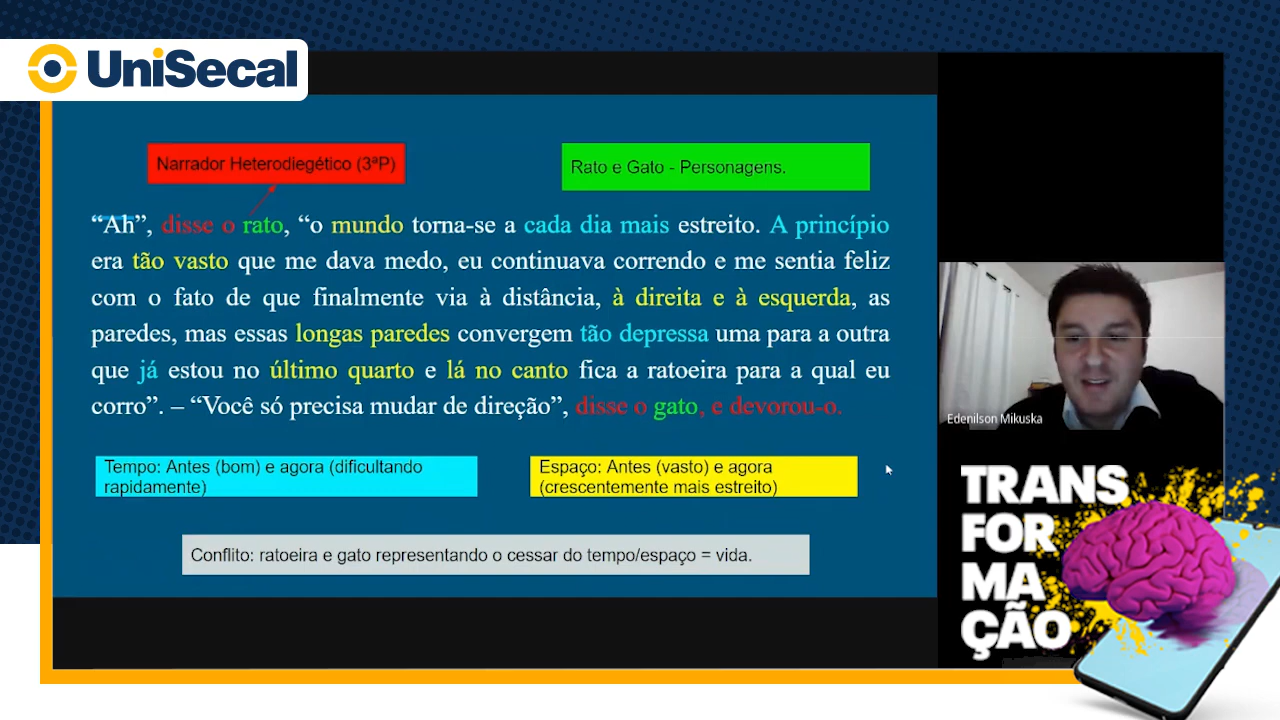 UniSecal
Narrador Heterodiegético (3ªP)
Rato e Gato - Personagens.
“Ah”, disse o rato, “o mundo torna-se a cada dia mais estreito. A princípio
era tão vasto que me dava medo, eu continuava correndo e me sentia feliz
com o fato de que finalmente via à distância, à direita e à esquerda, as
paredes, mas essas longas paredes convergem tão depressa uma para a outra
que já estou no último quarto e lá no canto fica a ratoeira para a qual eu
corro”. – “Você só precisa mudar de direção”, disse o gato, e devorou-o.
Tempo: Antes (bom) e agora (dificultando
rapidamente)
Espaço: Antes (vasto) e agora
(crescentemente mais estreito)
Conflito: ratoeira e gato representando o cessar do tempo/espaço = vida.
Edenilson Mikuska
TRANS
FOR
MA
ÇÃO